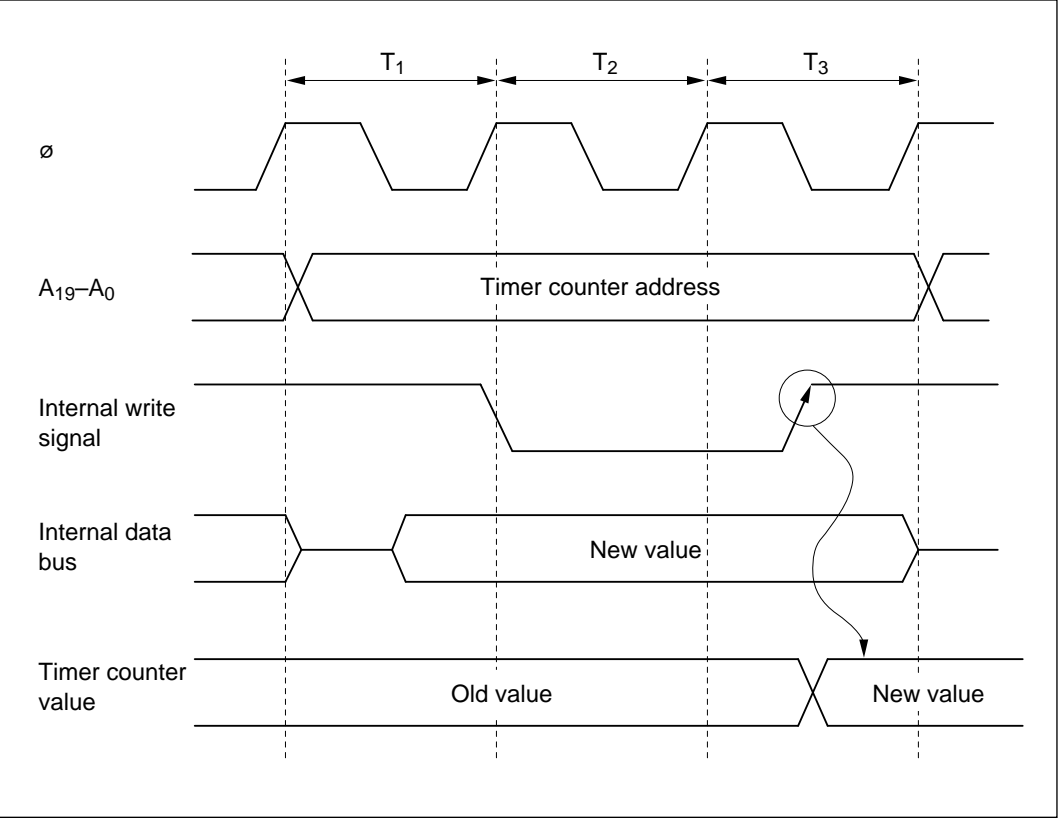 T₁ T₂ T₃
ø
A₁₉–A₀
Timer counter address
Internal write
signal
Internal data
bus
New value
Timer counter
value
Old value
New value